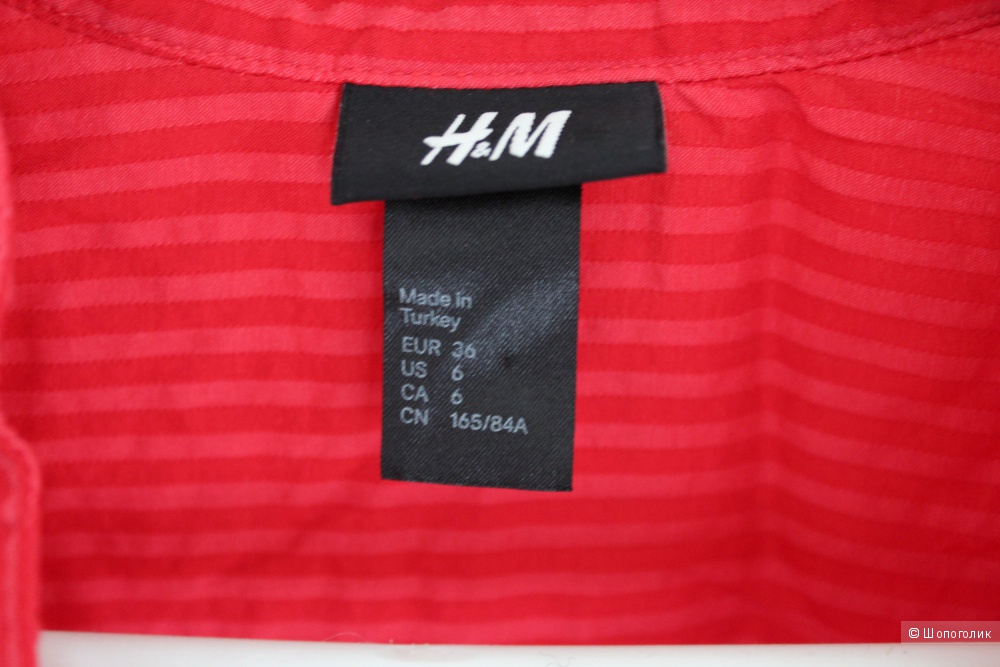 H&M
Made in
Turkey
EUR 36
US 6
CA 6
CN 165/84A
© Шопоголик